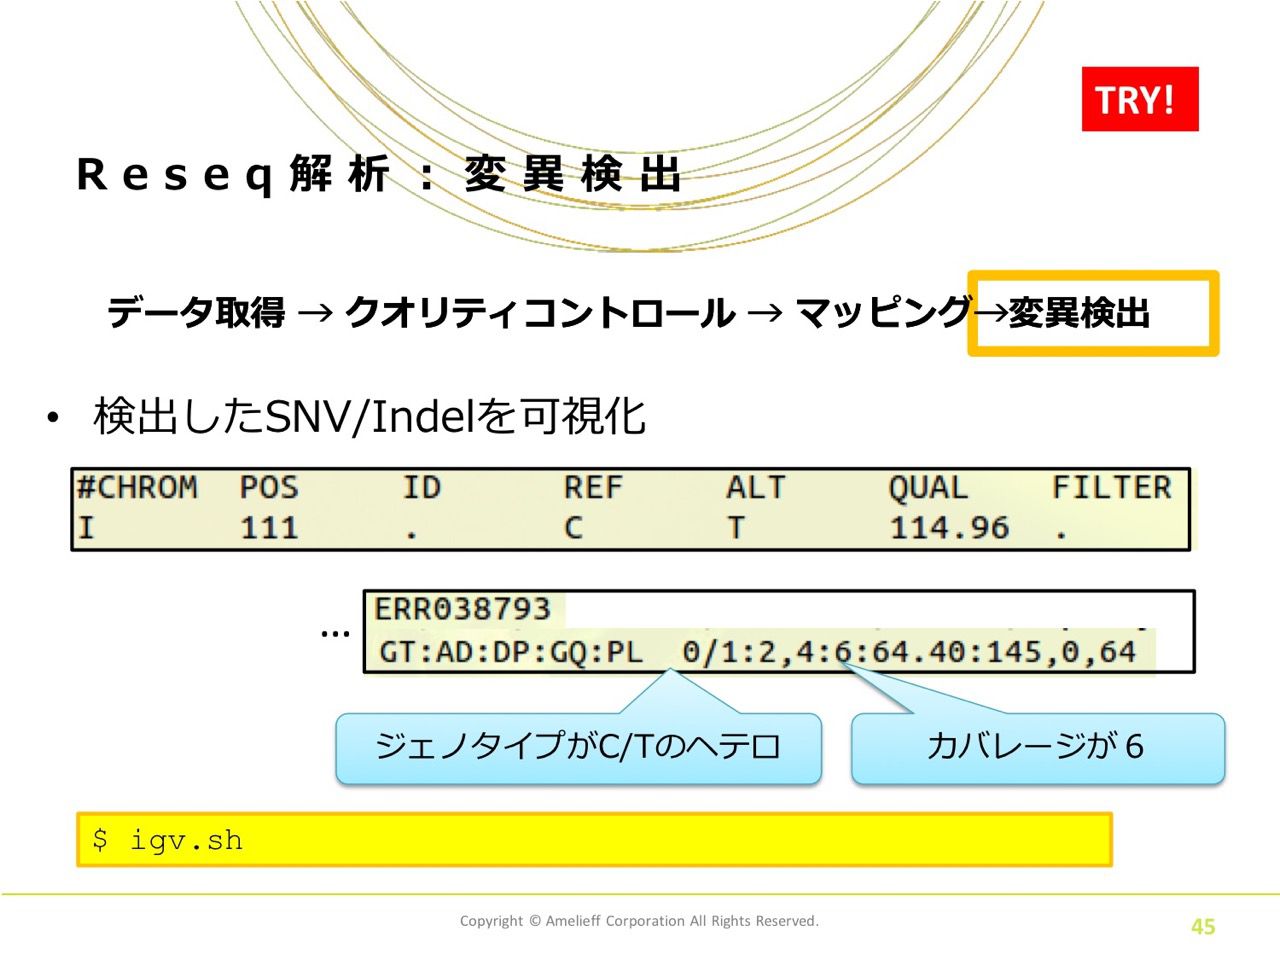 TRY!
Reseq解析：変異検出
データ取得 → クオリティコントロール → マッピング→変異検出
• 検出したSNV/Indelを可視化
#CHROM POS ID REF ALT QUAL FILTER
I 111 . C T 114.96 .
ERR038793
…
GT:AD:DP:GQ:PL 0/1:2,4:6:64.40:145,0,64
ジェノタイプがC/Tのヘテロ
カバレージが６
$ igv.sh
Copyright © Amelieff Corporation All Rights Reserved.
45